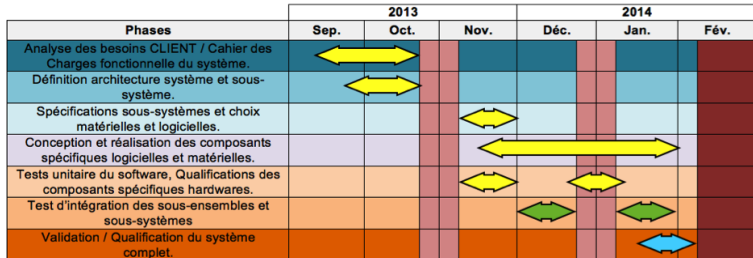 2013 2014
Phases Sep. Oct. Nov. Déc. Jan. Fév.
Analyse des besoins CLIENT / Cahier des
Charges fonctionnelle du système.
Définition architecture système et sous-
système.
Spécifications sous-systèmes et choix
matérielles et logicielles.
Conception et réalisation des composants
spécifiques logicielles et matérielles.
Tests unitaire du software, Qualifications des
composants spécifiques hardwares.
Test d'intégration des sous-ensembles et
sous-systèmes
Validation / Qualification du système
complet.